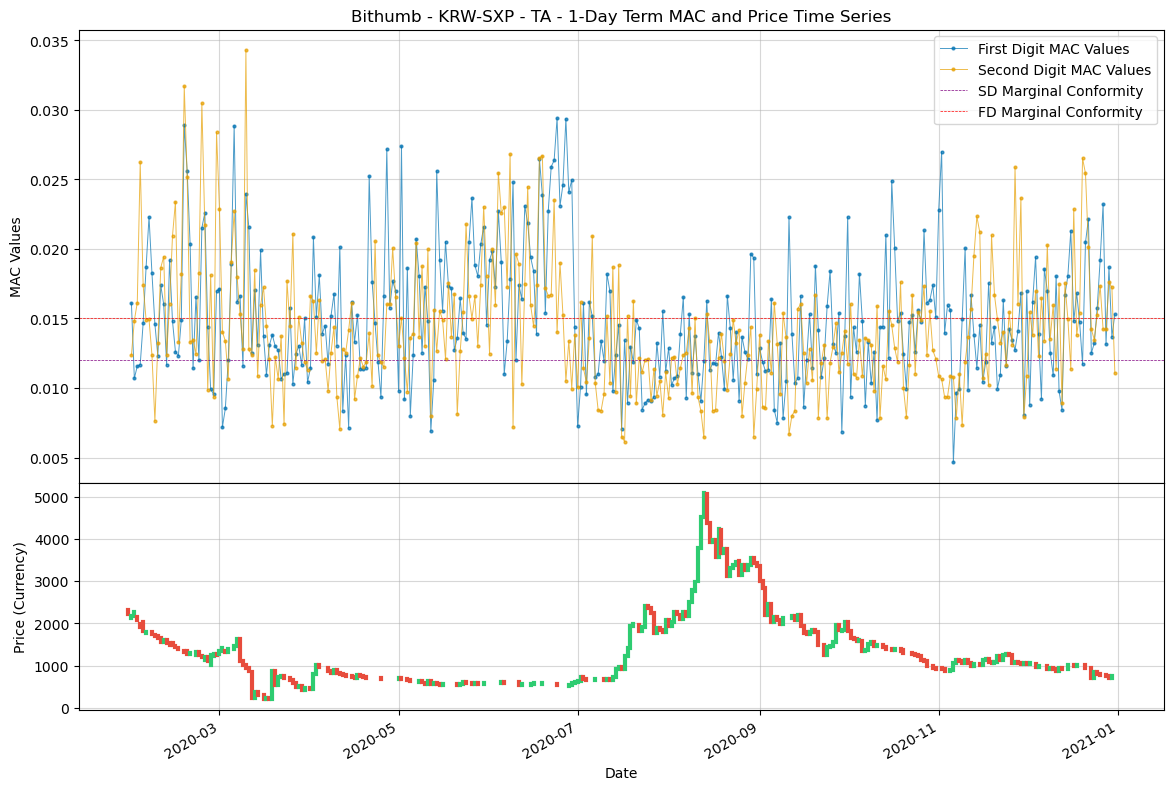 Bithumb - KRW-SXP - TA - 1-Day Term MAC and Price Time Series
First Digit MAC Values
Second Digit MAC Values
SD Marginal Conformity
FD Marginal Conformity
MAC Values
0.035
0.030
0.025
0.020
0.015
0.010
0.005
Price (Currency)
5000
4000
3000
2000
1000
0
2020-03
2020-05
2020-07
2020-09
2020-11
2021-01
Date